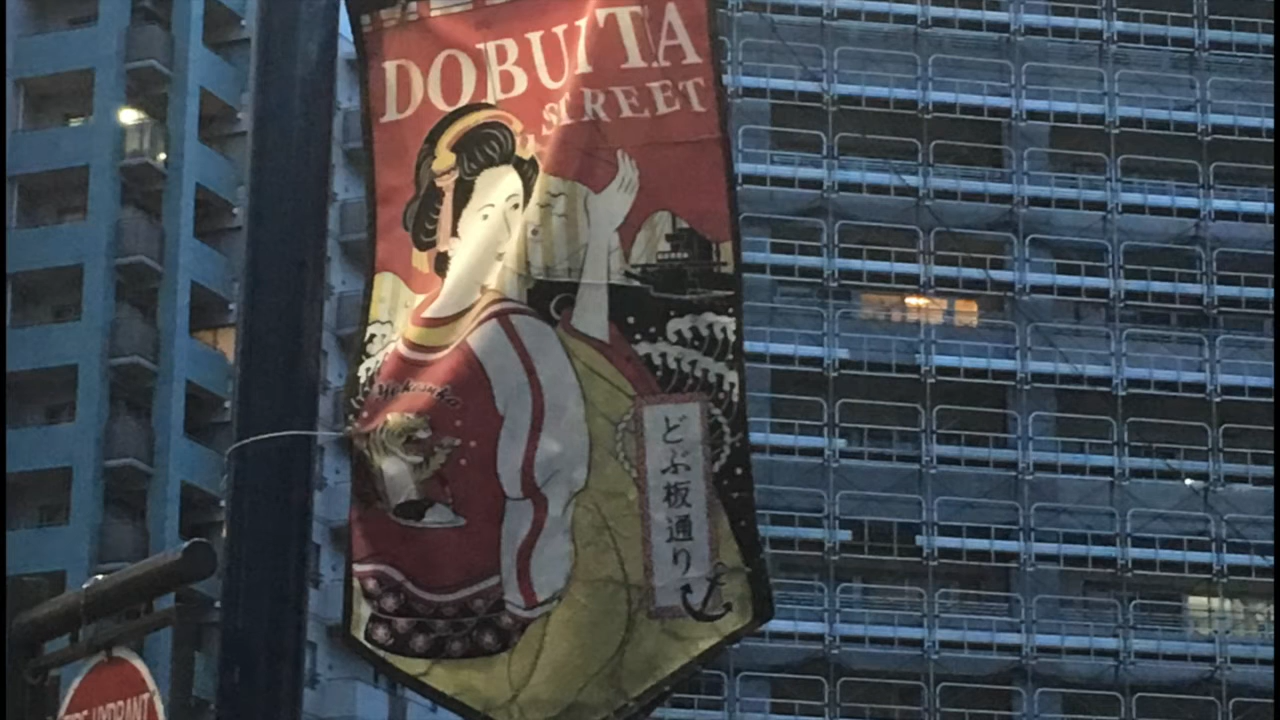 DOBUITA
STREET
Yokosuka
どぶ板通り
FIRE HYDRANT